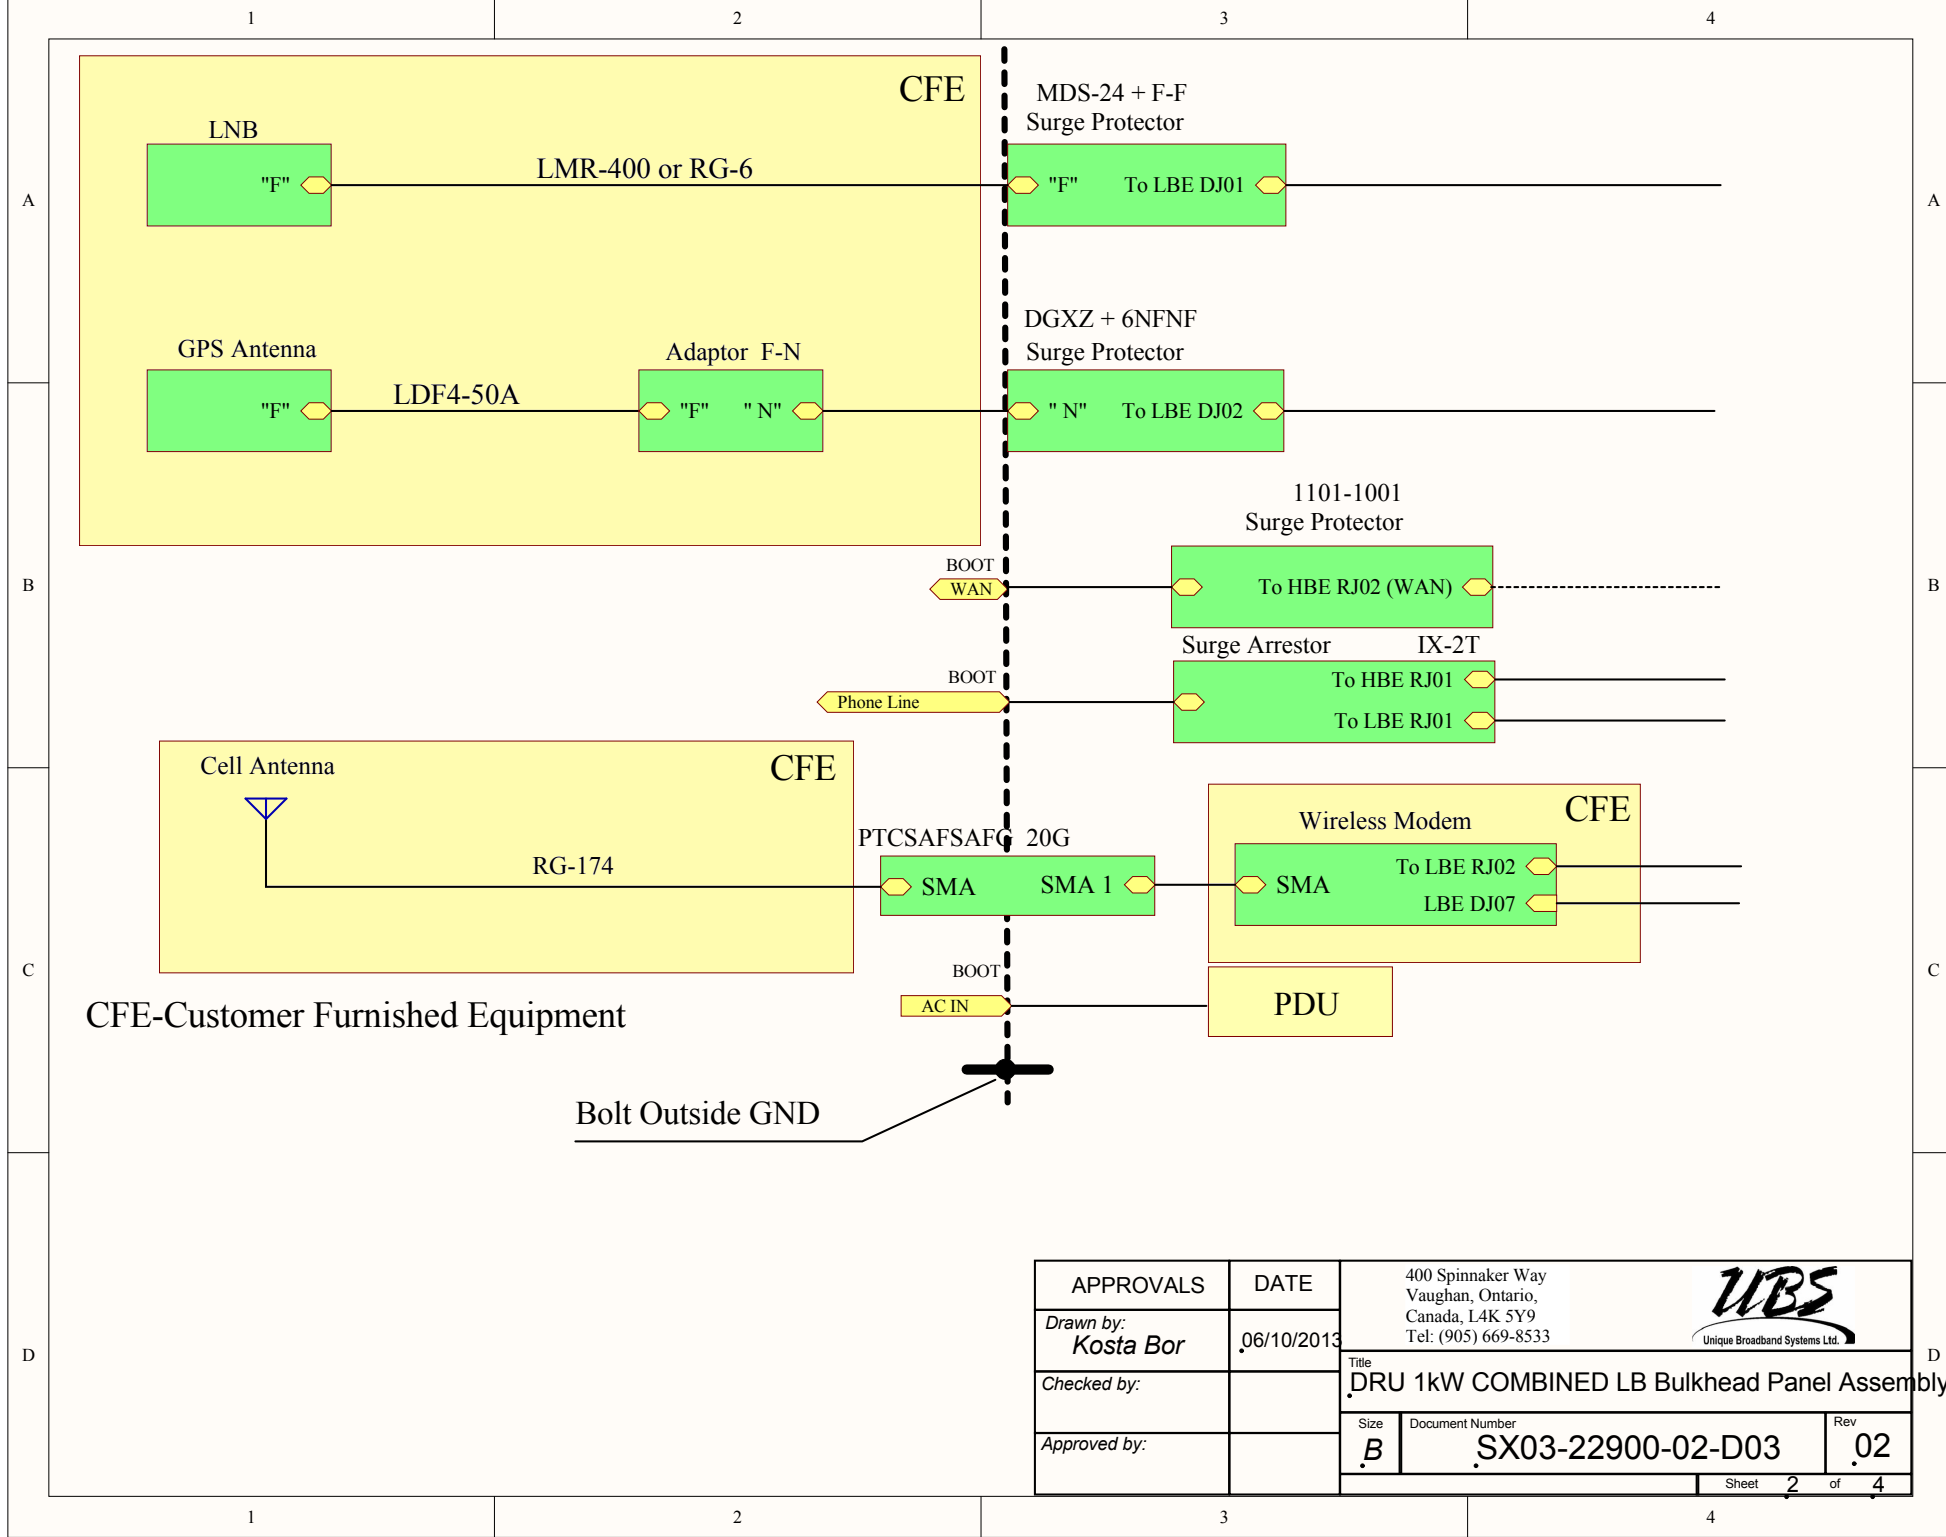 1 2 3 4
CFE
MDS-24 + F-F
Surge Protector
LNB
LMR-400 or RG-6
"F"
"F" To LBE DJ01
A A
DGXZ + 6NFNF
Surge Protector
GPS Antenna
Adaptor F-N
LDF4-50A
"F"
"F" " N"
" N" To LBE DJ02
1101-1001
Surge Protector
BOOT
WAN
To HBE RJ02 (WAN)
B B
Surge Arrestor IX-2T
BOOT
Phone Line
To HBE RJ01
To LBE RJ01
Cell Antenna
CFE
RG-174
PTCSAFSAFG 20G
SMA SMA 1
CFE
Wireless Modem
SMA
To LBE RJ02
LBE DJ07
C C
BOOT
AC IN
PDU
CFE-Customer Furnished Equipment
Bolt Outside GND
APPROVALS DATE
Drawn by:
Kosta Bor
06/10/2013
Checked by:
Approved by:
400 Spinnaker Way
Vaughan, Ontario,
Canada, L4K 5Y9
Tel: (905) 669-8533
UBS
Unique Broadband Systems Ltd.
Title
DRU 1kW COMBINED LB Bulkhead Panel Assembly
Size
B
Document Number
SX03-22900-02-D03
Rev
02
Sheet 2 of 4
D D
1 2 3 4